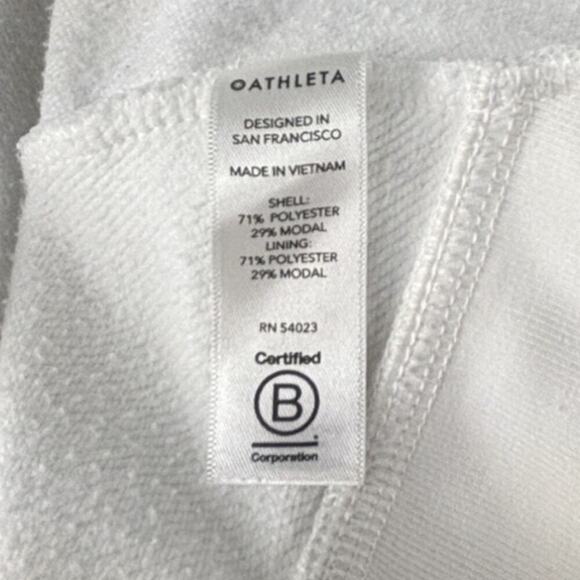 ATHLETA
DESIGNED IN
SAN FRANCISCO
MADE IN VIETNAM
SHELL:
71% POLYESTER
29% MODAL
LINING:
71% POLYESTER
29% MODAL
RN 54023
Certified
B
Corporation